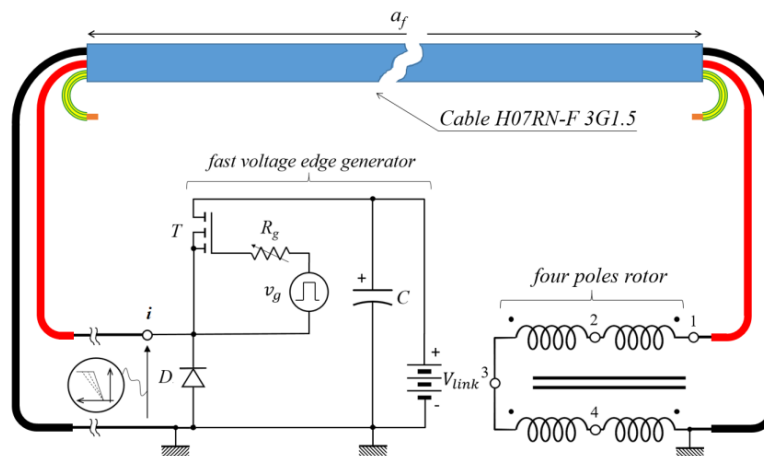 a_f
Cable H07RN-F 3G1.5
fast voltage edge generator
T
R_g
v_g
+
C
four poles rotor
i
D
+
V_link
-
2
1
3
4